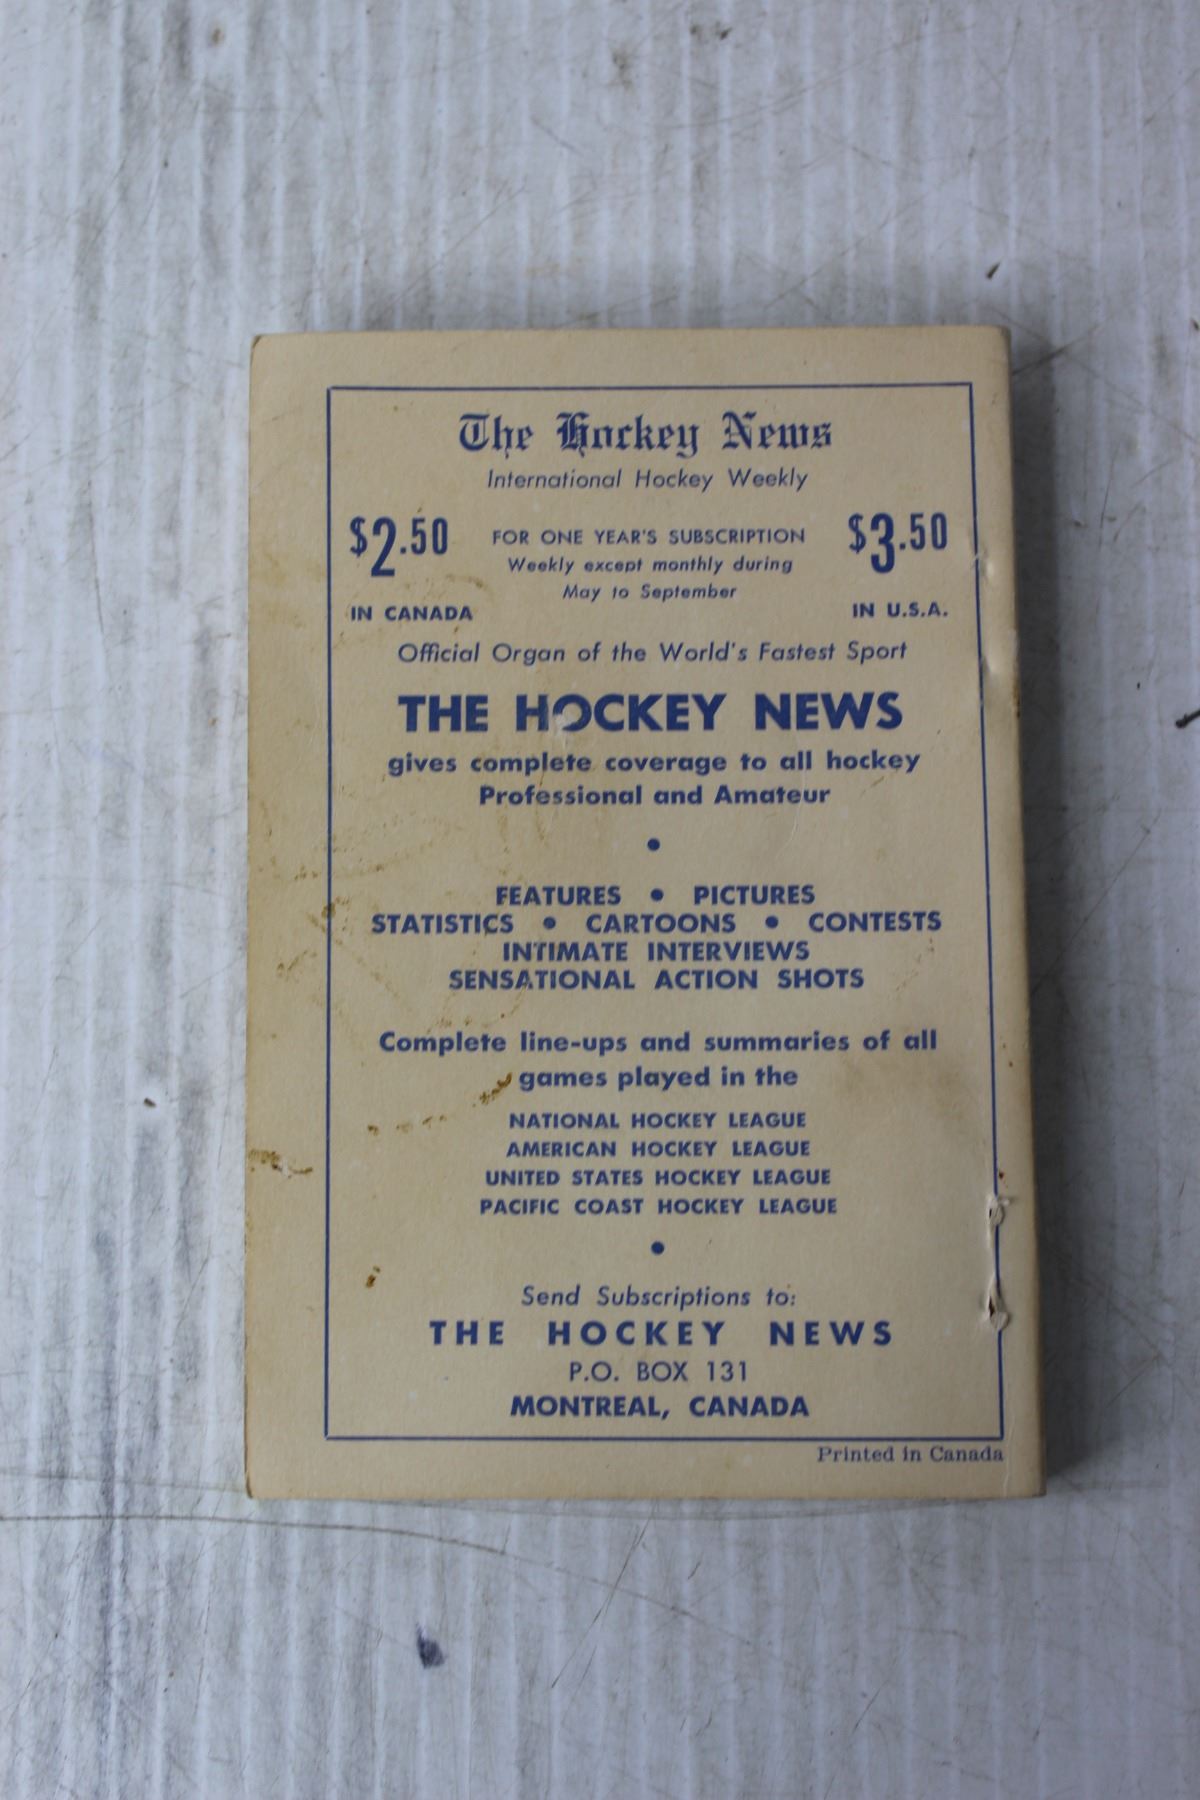 The Hockey News
International Hockey Weekly
$2.50 FOR ONE YEAR'S SUBSCRIPTION $3.50
Weekly except monthly during
May to September
IN CANADA IN U.S.A.
Official Organ of the World's Fastest Sport
THE HOCKEY NEWS
gives complete coverage to all hockey
Professional and Amateur
•
FEATURES • PICTURES
STATISTICS • CARTOONS • CONTESTS
INTIMATE INTERVIEWS
SENSATIONAL ACTION SHOTS
Complete line-ups and summaries of all
games played in the
NATIONAL HOCKEY LEAGUE
AMERICAN HOCKEY LEAGUE
UNITED STATES HOCKEY LEAGUE
PACIFIC COAST HOCKEY LEAGUE
•
Send Subscriptions to:
THE HOCKEY NEWS
P.O. BOX 131
MONTREAL, CANADA
Printed in Canada